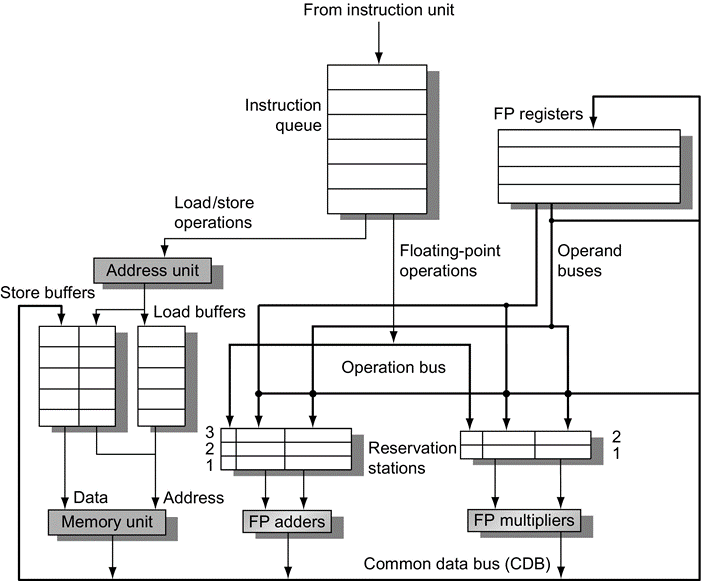 From instruction unit
Instruction
queue
FP registers
Load/store
operations
Floating-point
operations
Operand
buses
Address unit
Store buffers
Load buffers
Operation bus
3
2
1
Reservation
stations
2
1
Data
Address
Memory unit
FP adders
FP multipliers
Common data bus (CDB)